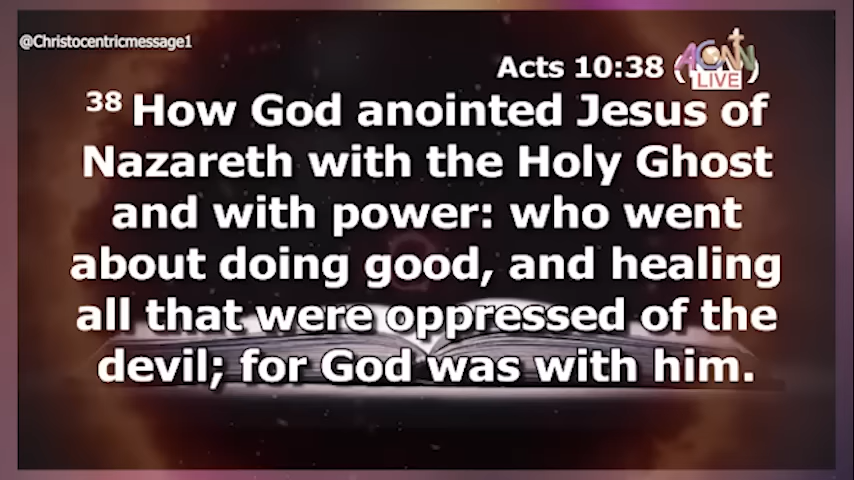 @Christocentricmessage1
Acts 10:38 (
ACNN
LIVE
)
38 How God anointed Jesus of
Nazareth with the Holy Ghost
and with power: who went
about doing good, and healing
all that were oppressed of the
devil; for God was with him.